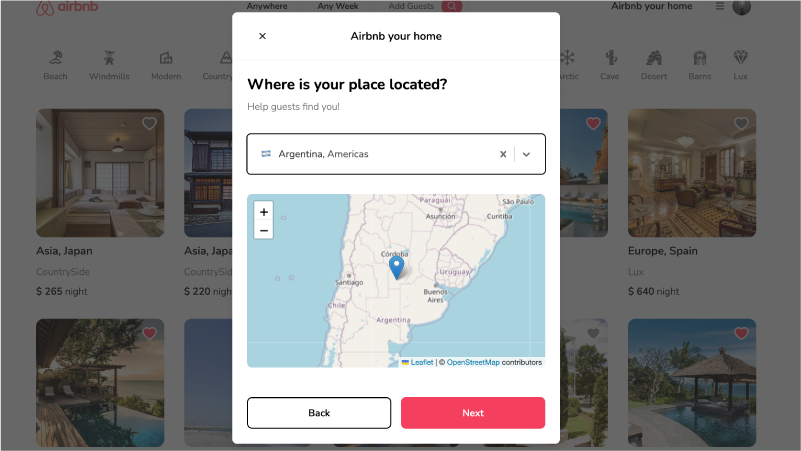 airbnb
Anywhere
Any Week
Add Guests
Airbnb your home
Airbnb your home
Beach
Windmills
Modern
Country
Arctic
Cave
Desert
Barns
Lux
Where is your place located?
Help guests find you!
Argentina, Americas
+
−
Paraguai
Asunción
São Paulo
Curitiba
Córdoba
Santiago
Uruguay
Buenos
Aires
Chile
Argentina
Leaflet | © OpenStreetMap contributors
Back
Next
Asia, Japan
CountrySide
$ 265 night
Asia, Japa
CountrySid
$ 220 nigh
Europe, Spain
Lux
$ 640 night